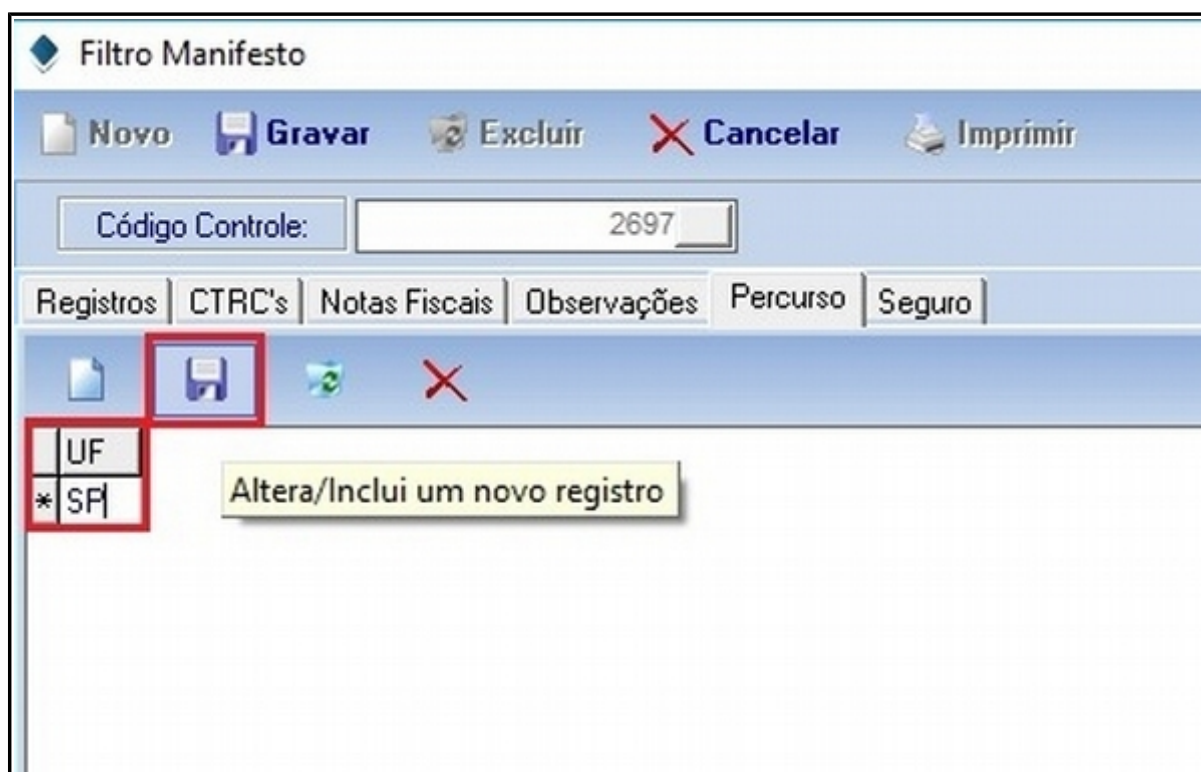 Filtro Manifesto
Novo Gravar Excluir Cancelar Imprimir
Código Controle: 2697
Registros CTRC's Notas Fiscais Observações Percurso Seguro
UF
* SP
Altera/Inclui um novo registro